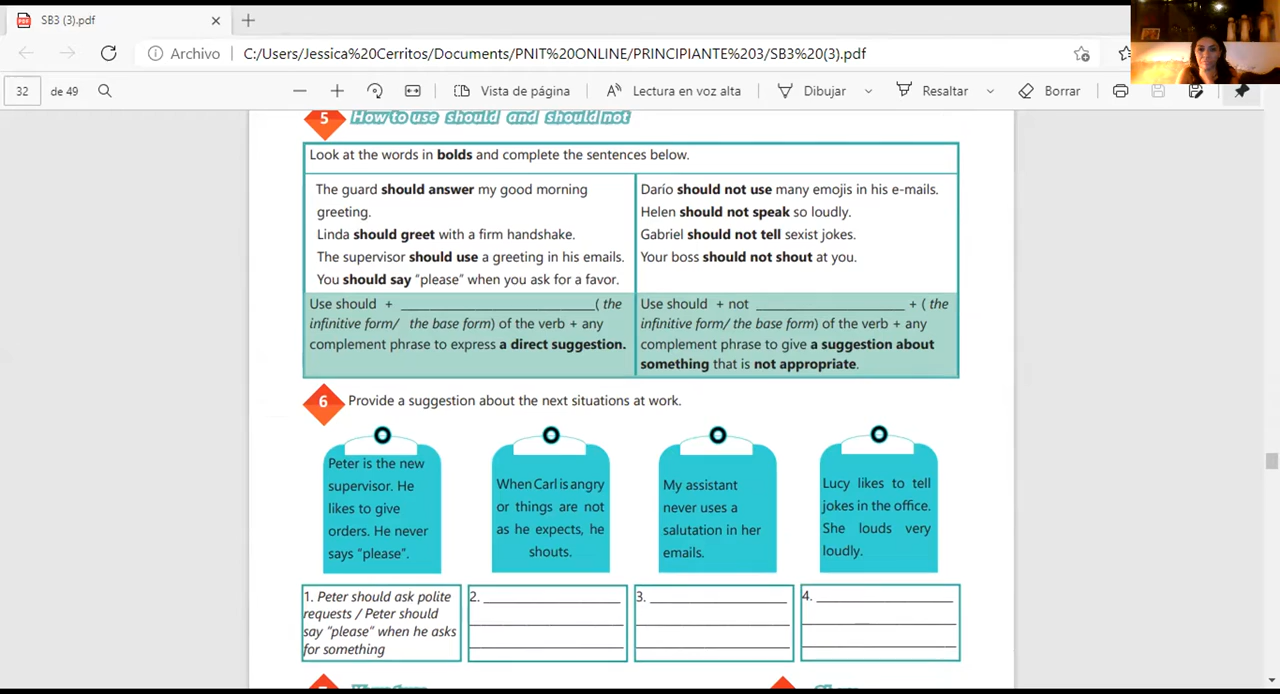 SB3 (3).pdf
Archivo C:/Users/Jessica%20Cerritos/Documents/PNIT%20ONLINE/PRINCIPIANTE%203/SB3%20(3).pdf
32 de 49 Vista de página Lectura en voz alta Dibujar Resaltar Borrar
5 How to use should and should not
Look at the words in bolds and complete the sentences below.
The guard should answer my good morning
greeting.
Linda should greet with a firm handshake.
The supervisor should use a greeting in his emails.
You should say “please” when you ask for a favor.
Darío should not use many emojis in his e-mails.
Helen should not speak so loudly.
Gabriel should not tell sexist jokes.
Your boss should not shout at you.
Use should + ________________________( the
infinitive form/ the base form) of the verb + any
complement phrase to express a direct suggestion.
Use should + not ___________________ + ( the
infinitive form/ the base form) of the verb + any
complement phrase to give a suggestion about
something that is not appropriate.
6 Provide a suggestion about the next situations at work.
Peter is the new
supervisor. He
likes to give
orders. He never
says “please”.
When Carl is angry
or things are not
as he expects, he
shouts.
My assistant
never uses a
salutation in her
emails.
Lucy likes to tell
jokes in the office.
She louds very
loudly.
1. Peter should ask polite
requests / Peter should
say “please” when he asks
for something
2. __________________
3. __________________
4. __________________